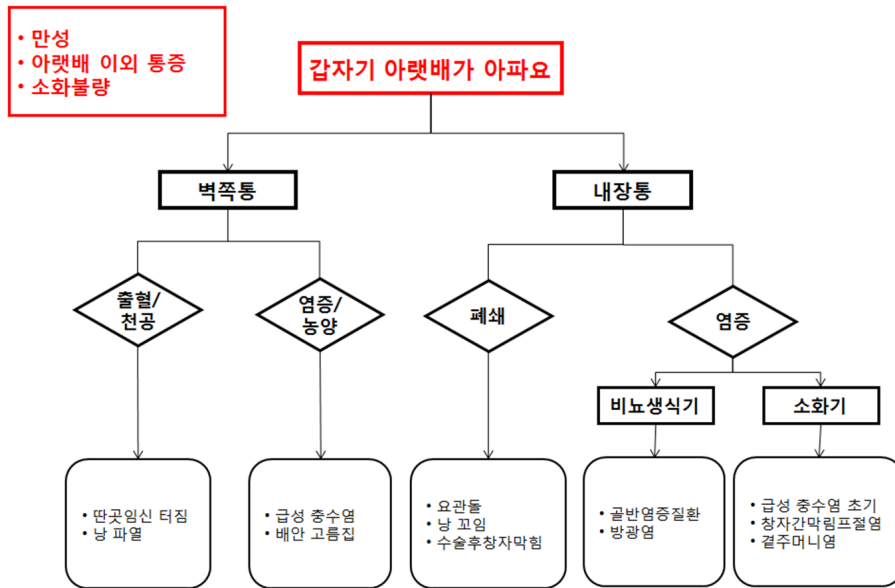 • 만성
• 아랫배 이외 통증
• 소화불량
갑자기 아랫배가 아파요
벽쪽통
내장통
출혈/
천공
염증/
농양
폐쇄
염증
비뇨생식기
소화기
• 딴곳임신 터짐
• 낭 파열
• 급성 충수염
• 배안 고름집
• 요관돌
• 낭 꼬임
• 수술후창자막힘
• 골반염증질환
• 방광염
• 급성 충수염 초기
• 창자간막림프절염
• 곁주머니염